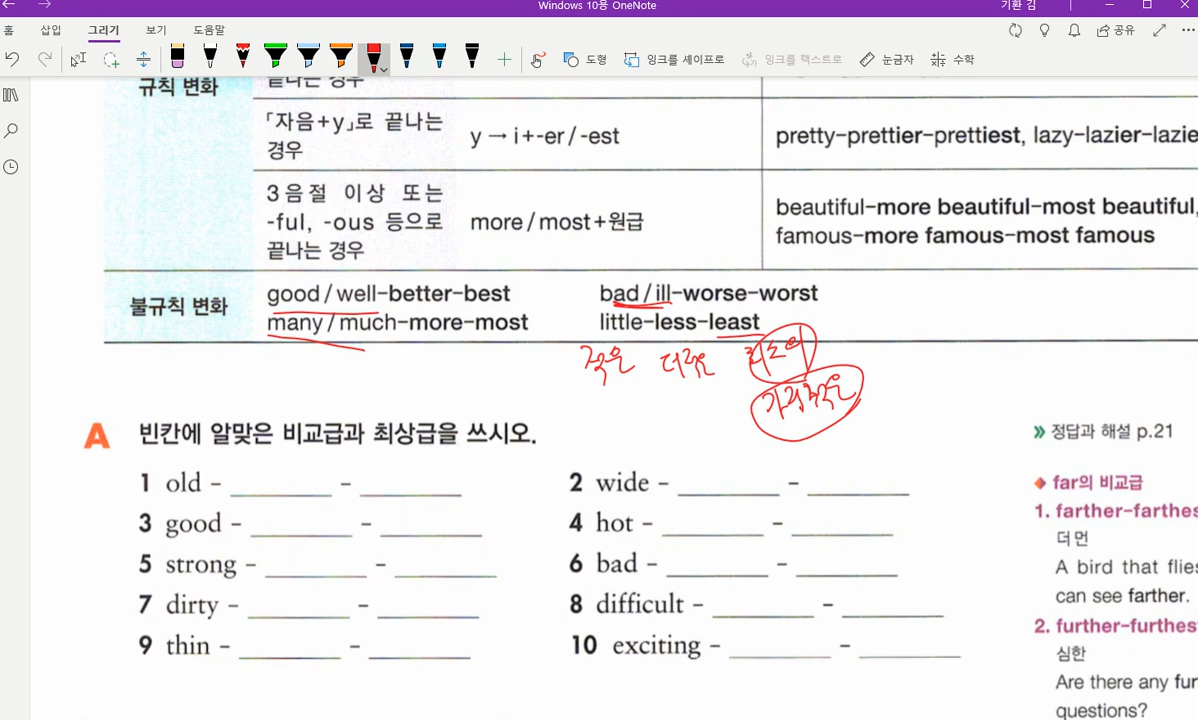 Windows 10용 OneNote
기환 김
홈 삽입 그리기 보기 도움말
공유
도형 잉크를 셰이프로 잉크를 텍스트로 눈금자 수학
규칙 변화
끝나는 경우
「자음+y」로 끝나는 경우
y → i+-er / -est
pretty-prettier-prettiest, lazy-lazier-lazie
3음절 이상 또는
-ful, -ous 등으로
끝나는 경우
more / most+원급
beautiful-more beautiful-most beautiful,
famous-more famous-most famous
불규칙 변화
good / well-better-best bad / ill-worse-worst
many / much-more-most little-less-least
적은 더적은 최소의
가장적은
A 빈칸에 알맞은 비교급과 최상급을 쓰시오.
» 정답과 해설 p.21
1 old - ________ - ________ 2 wide - ________ - ________
3 good - ________ - ________ 4 hot - ________ - ________
5 strong - ________ - ________ 6 bad - ________ - ________
7 dirty - ________ - ________ 8 difficult - ________ - ________
9 thin - ________ - ________ 10 exciting - ________ - ________
◆ far의 비교급
1. farther-farthes
더 먼
A bird that flies
can see farther.
2. further-furthes
심한
Are there any fur
questions?